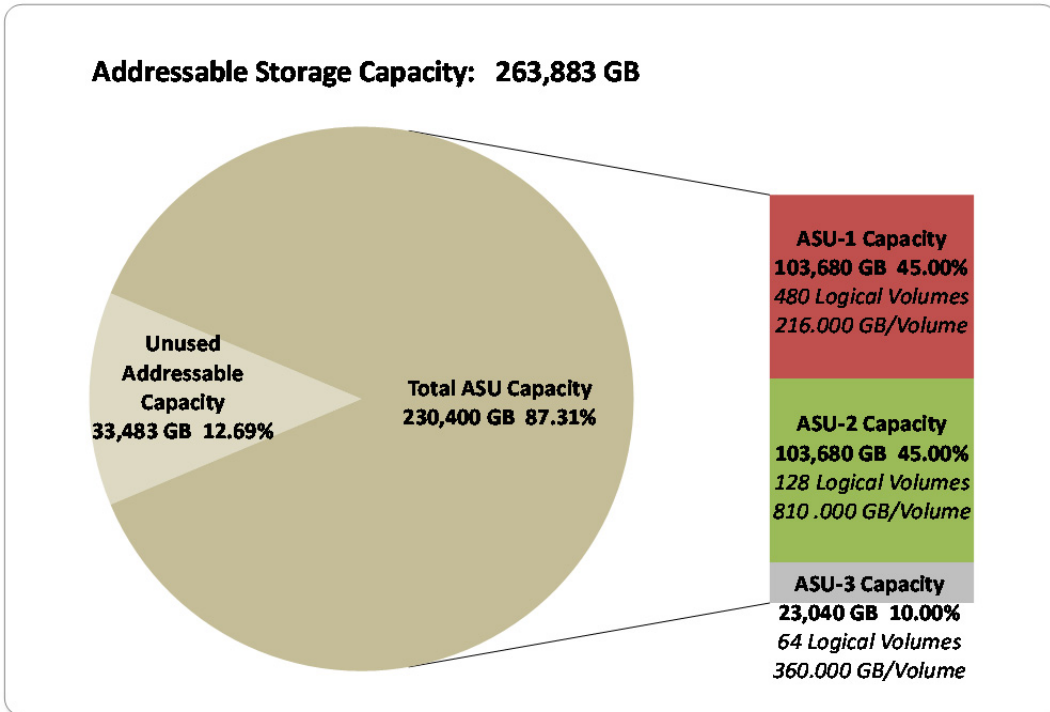 Addressable Storage Capacity:   263,883 GB
Unused
Addressable
Capacity
33,483 GB  12.69%
Total ASU Capacity
230,400 GB  87.31%
ASU-1 Capacity
103,680 GB  45.00%
480 Logical Volumes
216.000 GB/Volume
ASU-2 Capacity
103,680 GB  45.00%
128 Logical Volumes
810 .000 GB/Volume
ASU-3 Capacity
23,040 GB  10.00%
64 Logical Volumes
360.000 GB/Volume